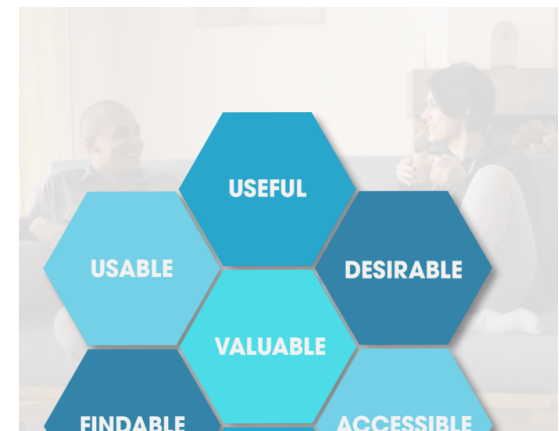 USEFUL
USABLE
DESIRABLE
VALUABLE
FINDABLE
ACCESSIBLE